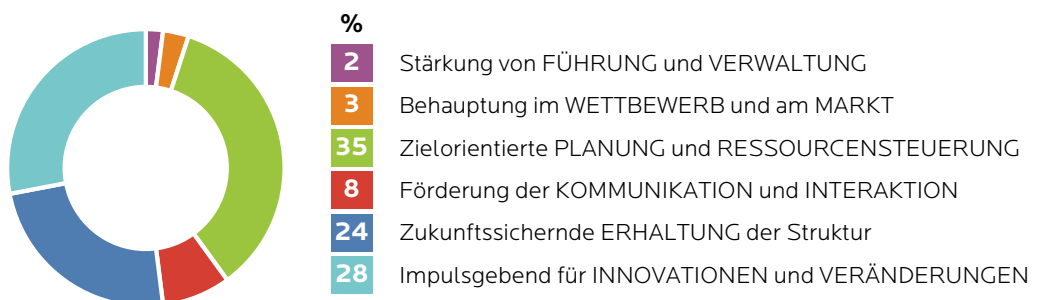 %
2 Stärkung von FÜHRUNG und VERWALTUNG
3 Behauptung im WETTBEWERB und am MARKT
35 Zielorientierte PLANUNG und RESSOURCENSTEUERUNG
8 Förderung der KOMMUNIKATION und INTERAKTION
24 Zukunftssichernde ERHALTUNG der Struktur
28 Impulsgebend für INNOVATIONEN und VERÄNDERUNGEN